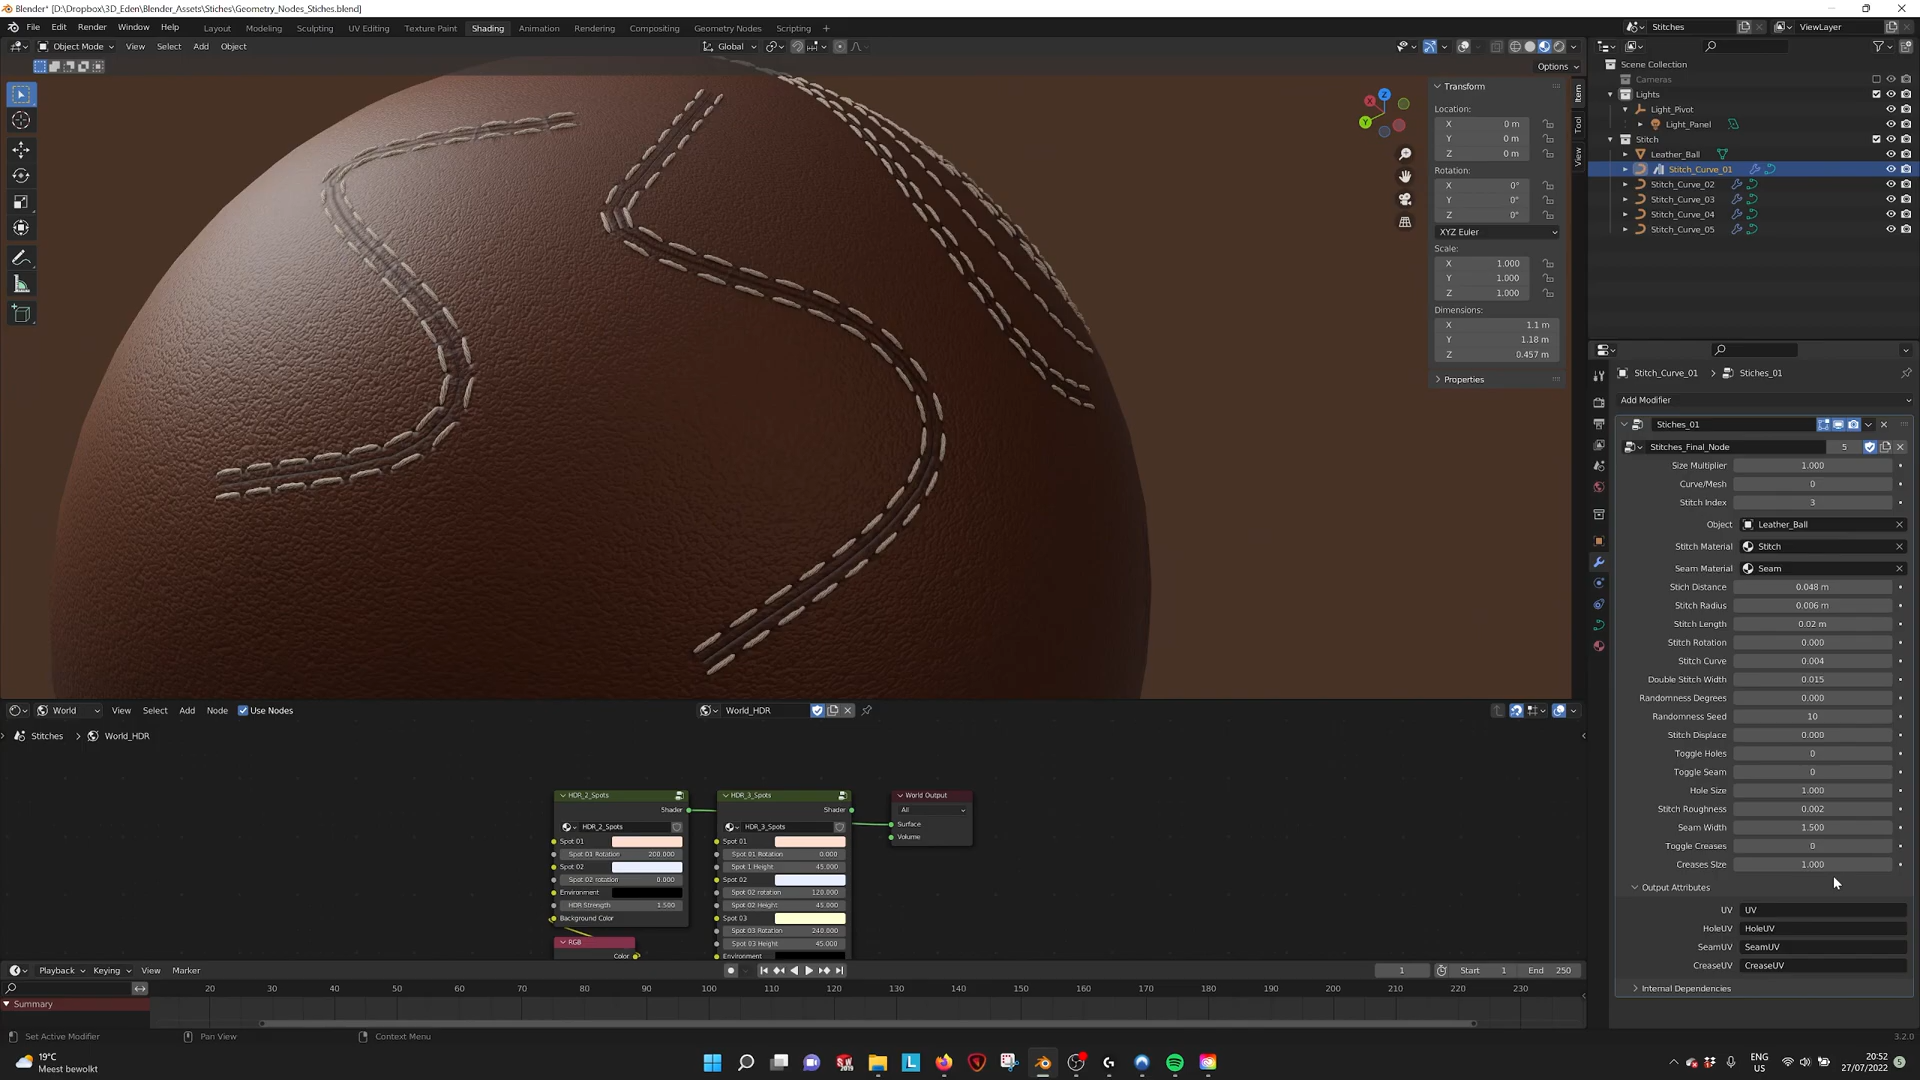 Blender* [D:\Dropbox\3D_Eden\Blender_Assets\Stiches\Geometry_Nodes_Stiches.blend]
File Edit Render Window Help Layout Modeling Sculpting UV Editing Texture Paint Shading Animation Rendering Compositing Geometry Nodes Scripting + Stitches ViewLayer
Object Mode View Select Add Object Global
Options
Scene Collection
Cameras
Lights
Light_Pivot
Light_Panel
Stitch
Leather_Ball
Stitch_Curve_01
Stitch_Curve_02
Stitch_Curve_03
Stitch_Curve_04
Stitch_Curve_05
X
Y
Z
Item
Tool
View
Transform
Location:
X 0 m
Y 0 m
Z 0 m
Rotation:
X 0°
Y 0°
Z 0°
XYZ Euler
Scale:
X 1.000
Y 1.000
Z 1.000
Dimensions:
X 1.1 m
Y 1.18 m
Z 0.457 m
Properties
Stitch_Curve_01 > Stiches_01
Add Modifier
Stiches_01
Stitches_Final_Node 5
Size Multiplier 1.000
Curve/Mesh 0
Stitch Index 3
Object Leather_Ball
Stitch Material Stitch
Seam Material Seam
Stich Distance 0.048 m
Stitch Radius 0.006 m
Stitch Length 0.02 m
Stitch Rotation 0.000
Stitch Curve 0.004
Double Stitch Width 0.015
Randomness Degrees 0.000
Randomness Seed 10
Stitch Displace 0.000
Toggle Holes 0
Toggle Seam 0
Hole Size 1.000
Stitch Roughness 0.002
Seam Width 1.500
Toggle Creases 0
Creases Size 1.000
Output Attributes
UV UV
HoleUV HoleUV
SeamUV SeamUV
CreaseUV CreaseUV
Internal Dependencies
World View Select Add Node Use Nodes World_HDR
Stitches > World_HDR
HDR_2_Spots
Shader
HDR_2_Spots
Spot 01
Spot 01 Rotation 200.000
Spot 02
Spot 02 rotation 0.000
Environment
HDR Strength 1.500
Background Color
RGB
Color
HDR_3_Spots
Shader
HDR_3_Spots
Spot 01
Spot 01 Rotation 0.000
Spot 1 Height 45.000
Spot 02
Spot 02 rotation 120.000
Spot 02 Height 45.000
Spot 03
Spot 03 Rotation 240.000
Spot 03 Height 45.000
Environment
World Output
All
Surface
Volume
Playback Keying View Marker 1 Start 1 End 250
20 30 40 50 60 70 80 90 100 110 120 130 140 150 160 170 180 190 200 210 220 230
Summary
Set Active Modifier Pan View Context Menu 3.2.0
19°C
Meest bewolkt
SW
2019
L
ENG
US
20:52
27/07/2022
5